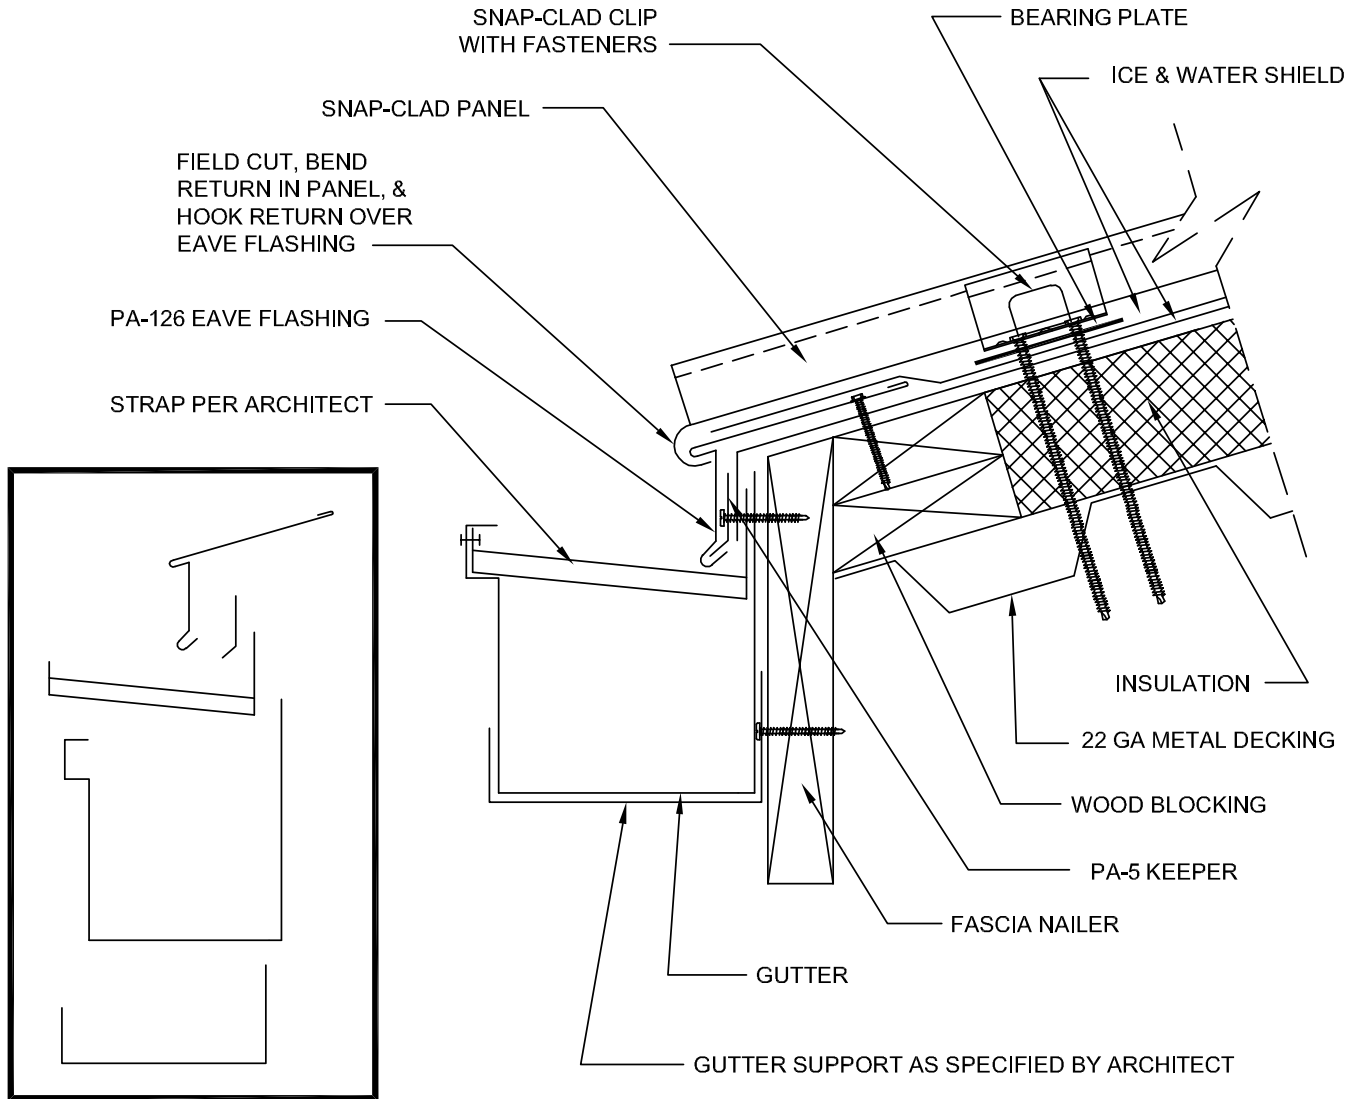 SNAP-CLAD CLIP
WITH FASTENERS
BEARING PLATE
ICE & WATER SHIELD
SNAP-CLAD PANEL
FIELD CUT, BEND
RETURN IN PANEL, &
HOOK RETURN OVER
EAVE FLASHING
PA-126 EAVE FLASHING
STRAP PER ARCHITECT
INSULATION
22 GA METAL DECKING
WOOD BLOCKING
PA-5 KEEPER
FASCIA NAILER
GUTTER
GUTTER SUPPORT AS SPECIFIED BY ARCHITECT